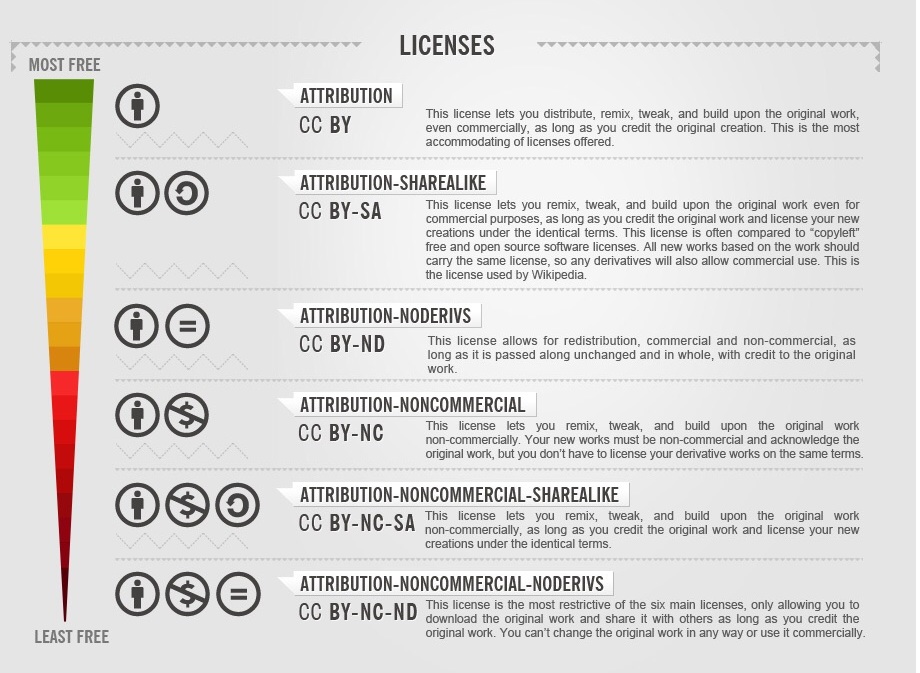 LICENSES
MOST FREE
ATTRIBUTION
CC BY
This license lets you distribute, remix, tweak, and build upon the original work,
even commercially, as long as you credit the original creation. This is the most
accommodating of licenses offered.
ATTRIBUTION-SHAREALIKE
CC BY-SA
This license lets you remix, tweak, and build upon the original work even for
commercial purposes, as long as you credit the original work and license your new
creations under the identical terms. This license is often compared to “copyleft”
free and open source software licenses. All new works based on the work should
carry the same license, so any derivatives will also allow commercial use. This is
the license used by Wikipedia.
ATTRIBUTION-NODERIVS
CC BY-ND
This license allows for redistribution, commercial and non-commercial, as
long as it is passed along unchanged and in whole, with credit to the original
work.
ATTRIBUTION-NONCOMMERCIAL
CC BY-NC
This license lets you remix, tweak, and build upon the original work
non-commercially. Your new works must be non-commercial and acknowledge the
original work, but you don’t have to license your derivative works on the same terms.
ATTRIBUTION-NONCOMMERCIAL-SHAREALIKE
CC BY-NC-SA
This license lets you remix, tweak, and build upon the original work
non-commercially, as long as you credit the original work and license your new
creations under the identical terms.
ATTRIBUTION-NONCOMMERCIAL-NODERIVS
CC BY-NC-ND
This license is the most restrictive of the six main licenses, only allowing you to
download the original work and share it with others as long as you credit the
original work. You can’t change the original work in any way or use it commercially.
LEAST FREE